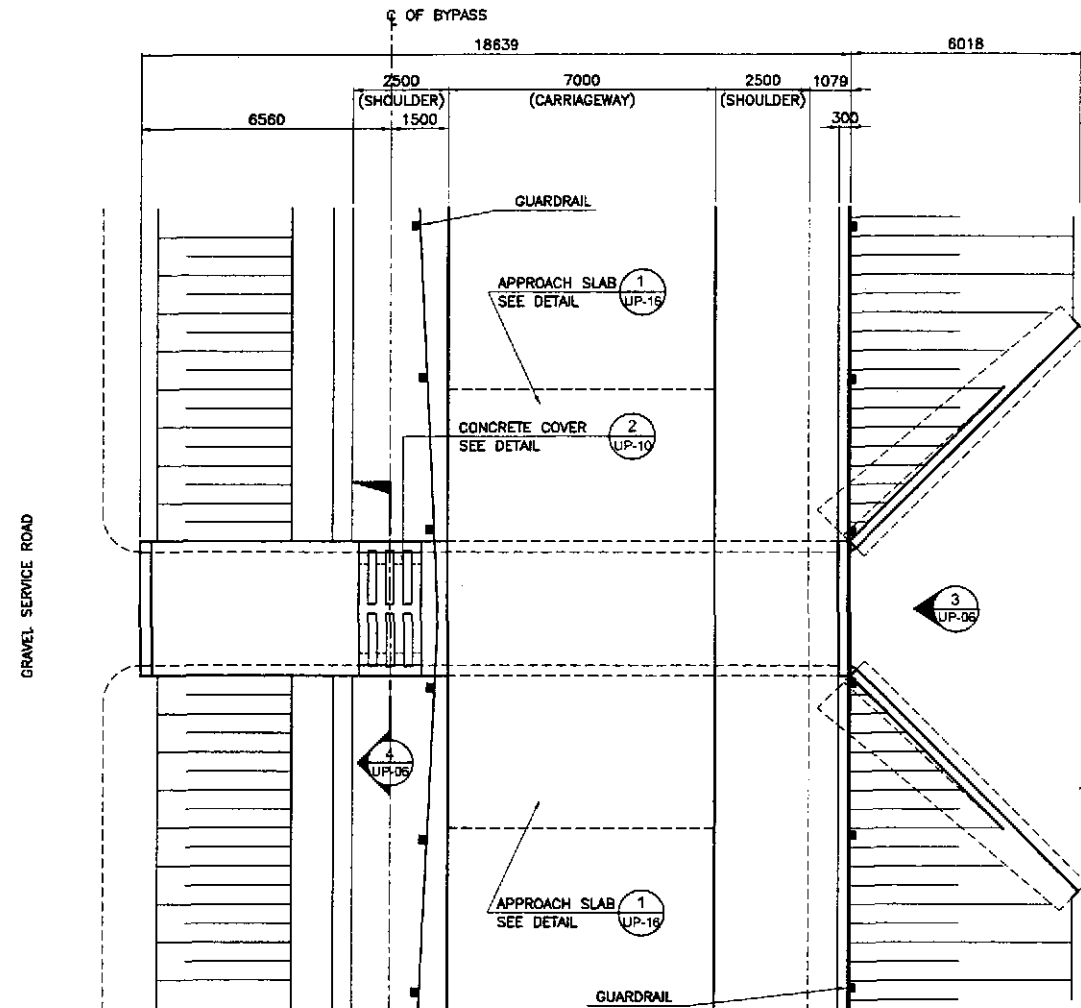 ℄ OF BYPASS
18639
6018
2500
7000
2500
1079
(SHOULDER)
(CARRIAGEWAY)
(SHOULDER)
6560
1500
300
GUARDRAIL
APPROACH SLAB
SEE DETAIL
1
UP-16
CONCRETE COVER
SEE DETAIL
2
UP-10
GRAVEL SERVICE ROAD
3
UP-06
4
UP-06
APPROACH SLAB
SEE DETAIL
1
UP-16
GUARDRAIL